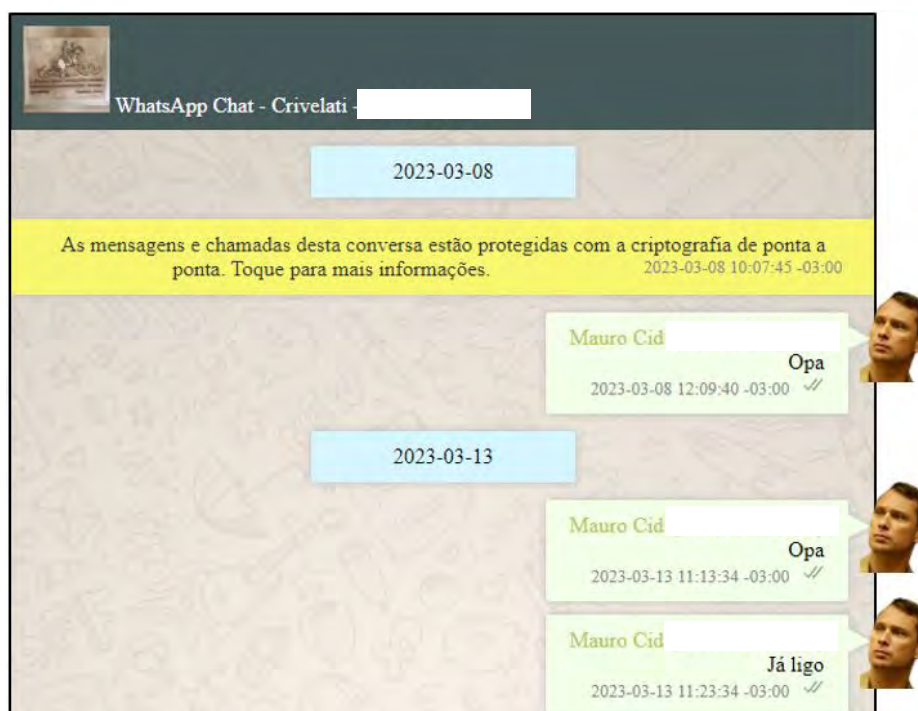 WhatsApp Chat - Crivelati -
2023-03-08
As mensagens e chamadas desta conversa estão protegidas com a criptografia de ponta a
ponta. Toque para mais informações. 2023-03-08 10:07:45 -03:00
Mauro Cid
Opa
2023-03-08 12:09:40 -03:00
2023-03-13
Mauro Cid
Opa
2023-03-13 11:13:34 -03:00
Mauro Cid
Já ligo
2023-03-13 11:23:34 -03:00